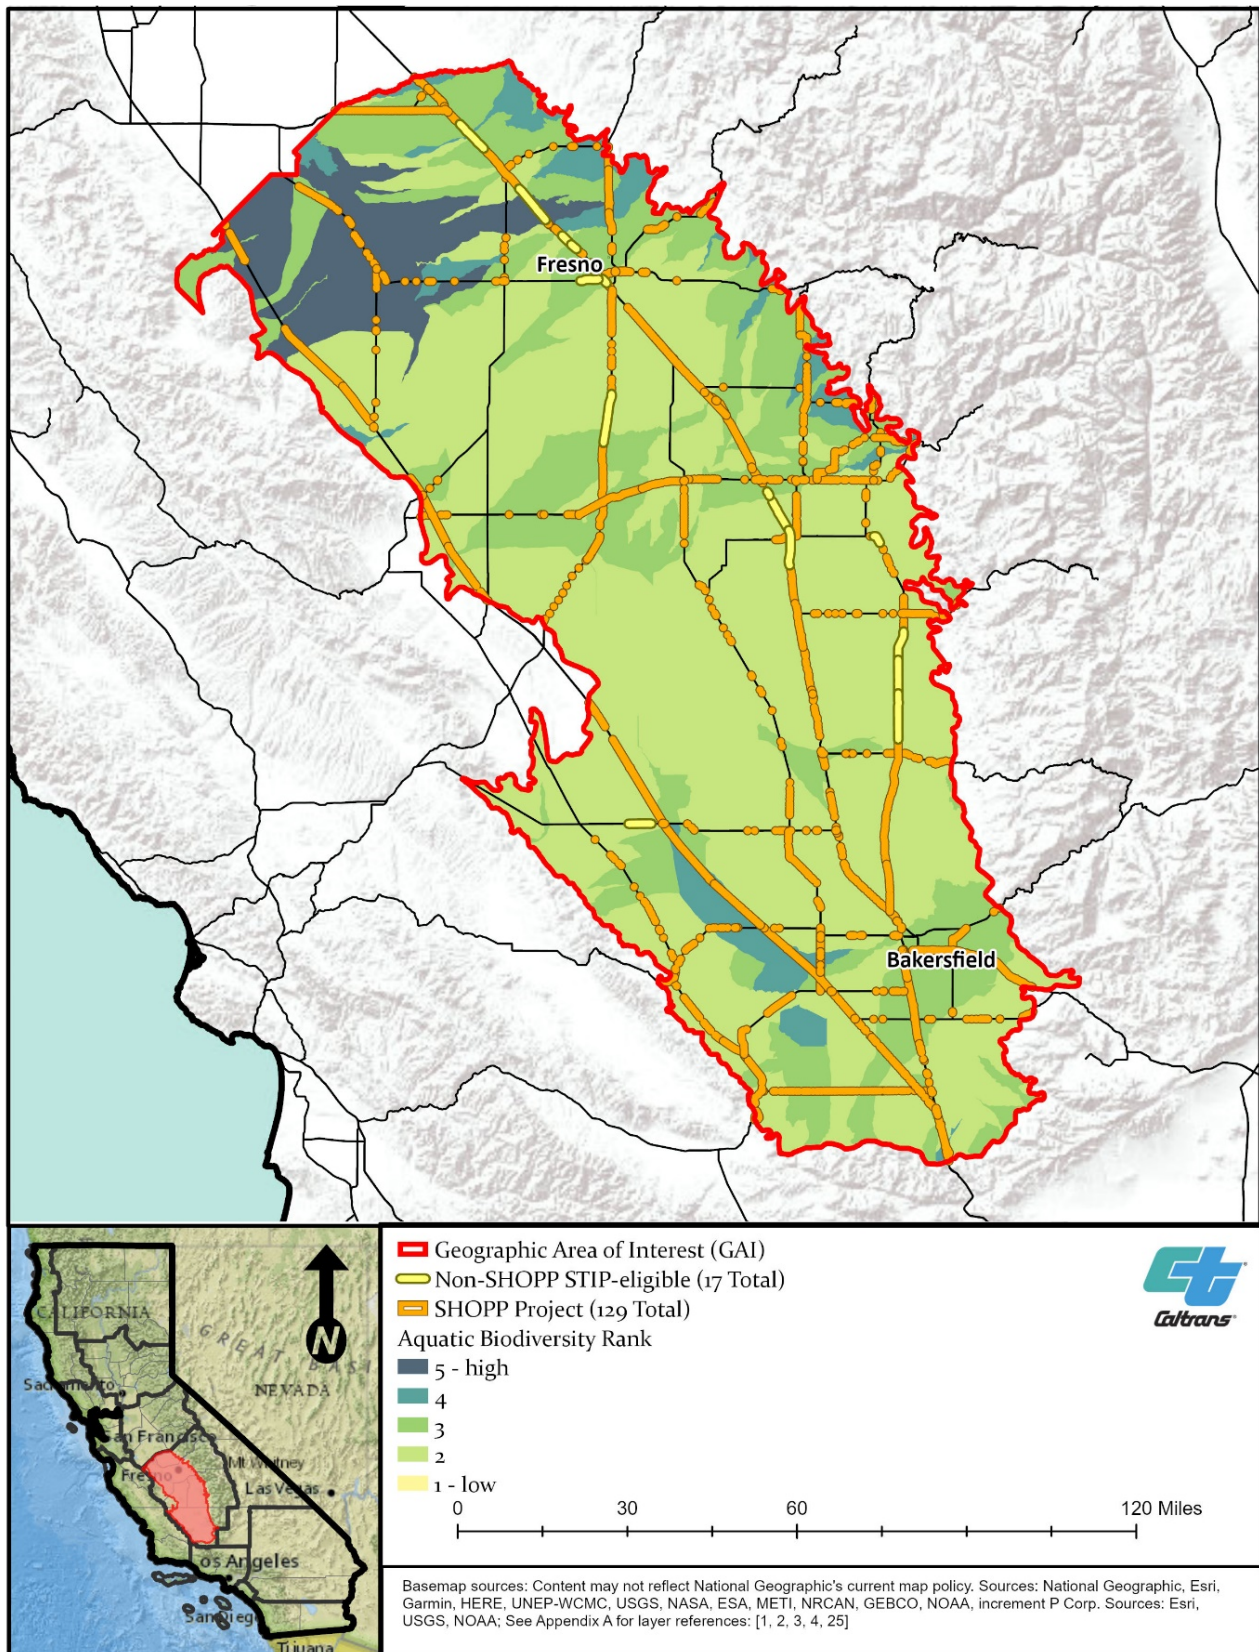 Fresno
Bakersfield
CALIFORNIA
GREAT BASI
NEVADA
Sacramento
San Francisco
Mt Whitney
Fresno
Las Vegas
os Angeles
San Diego
Tijuana
N
Geographic Area of Interest (GAI)
Non-SHOPP STIP-eligible (17 Total)
SHOPP Project (129 Total)
Aquatic Biodiversity Rank
5 - high
4
3
2
1 - low
0 30 60 120 Miles
ct
Caltrans®
Basemap sources: Content may not reflect National Geographic's current map policy. Sources: National Geographic, Esri,
Garmin, HERE, UNEP-WCMC, USGS, NASA, ESA, METI, NRCAN, GEBCO, NOAA, increment P Corp. Sources: Esri,
USGS, NOAA; See Appendix A for layer references: [1, 2, 3, 4, 25]